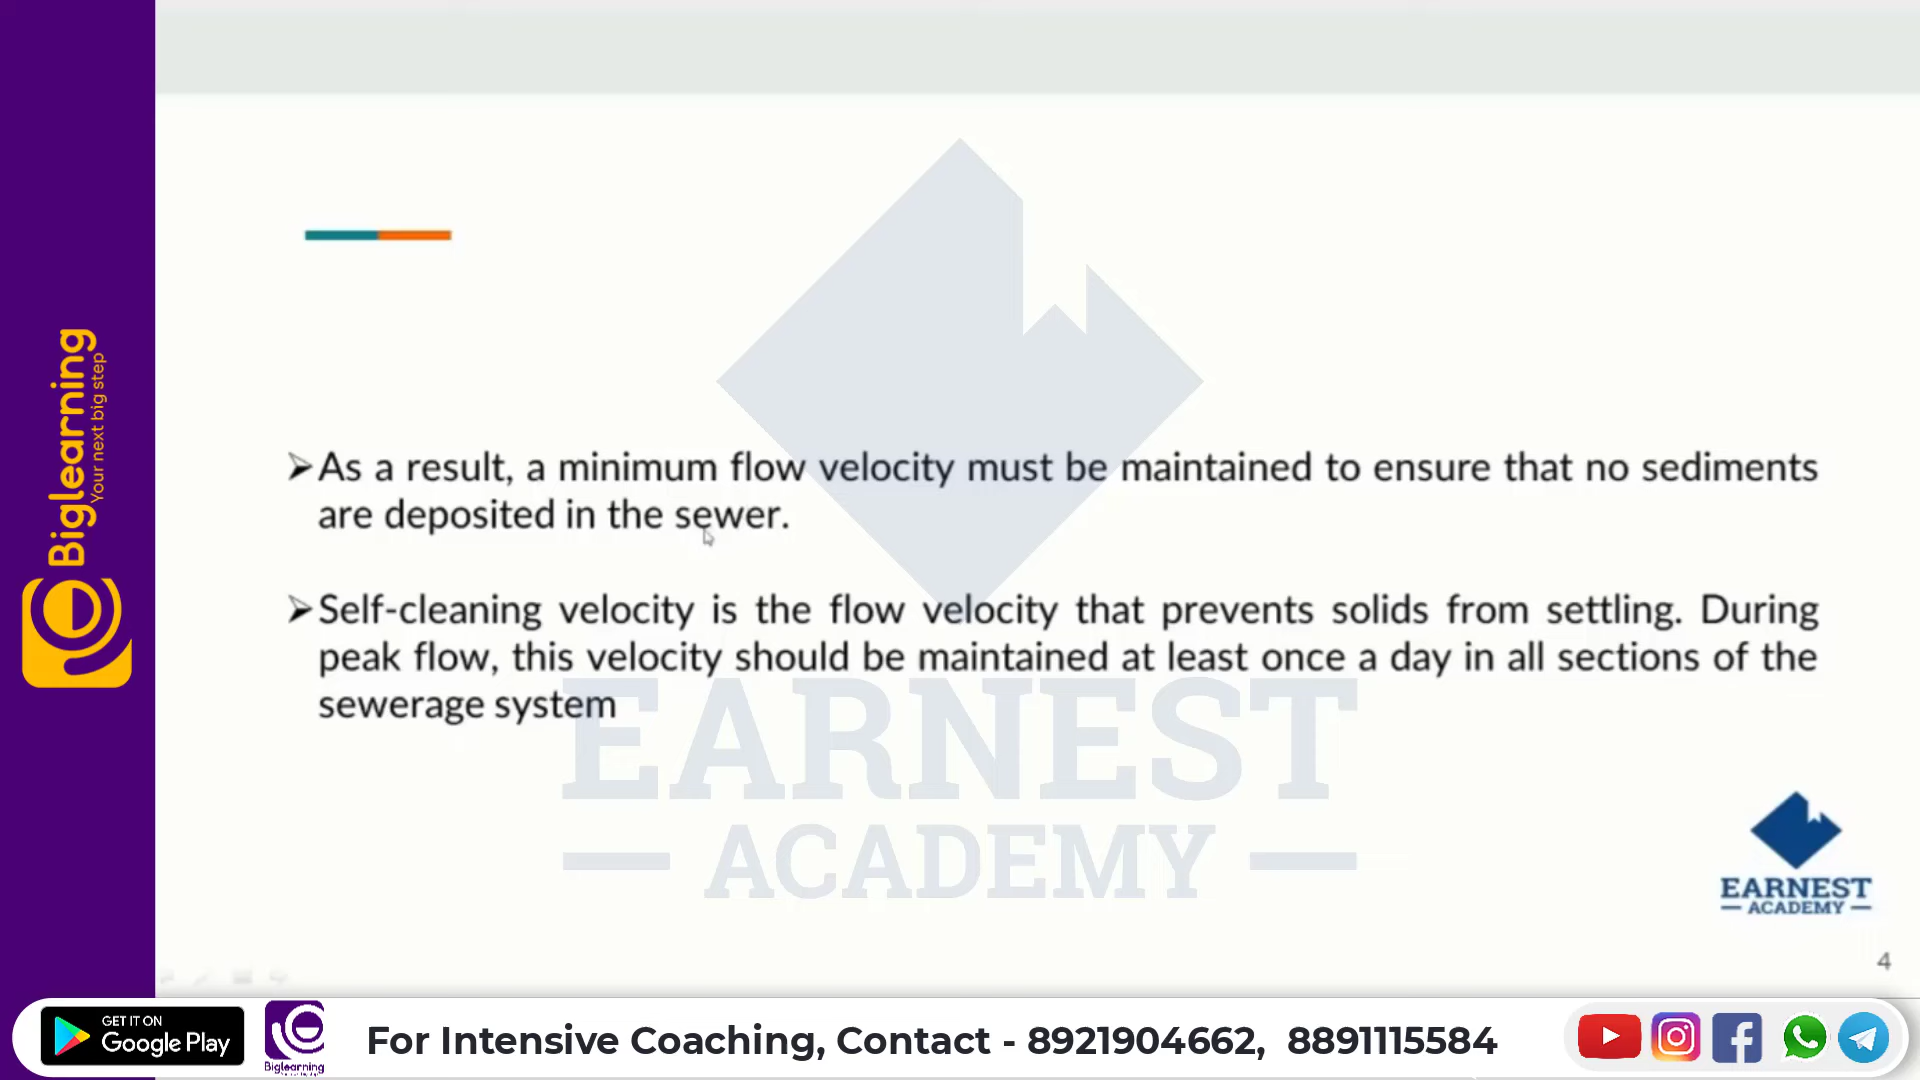 Biglearning
Your next big step
➢As a result, a minimum flow velocity must be maintained to ensure that no sediments
are deposited in the sewer.
➢Self-cleaning velocity is the flow velocity that prevents solids from settling. During
peak flow, this velocity should be maintained at least once a day in all sections of the
sewerage system
EARNEST
ACADEMY
EARNEST
ACADEMY
4
GET IT ON
Google Play
Biglearning
For Intensive Coaching, Contact - 8921904662, 8891115584